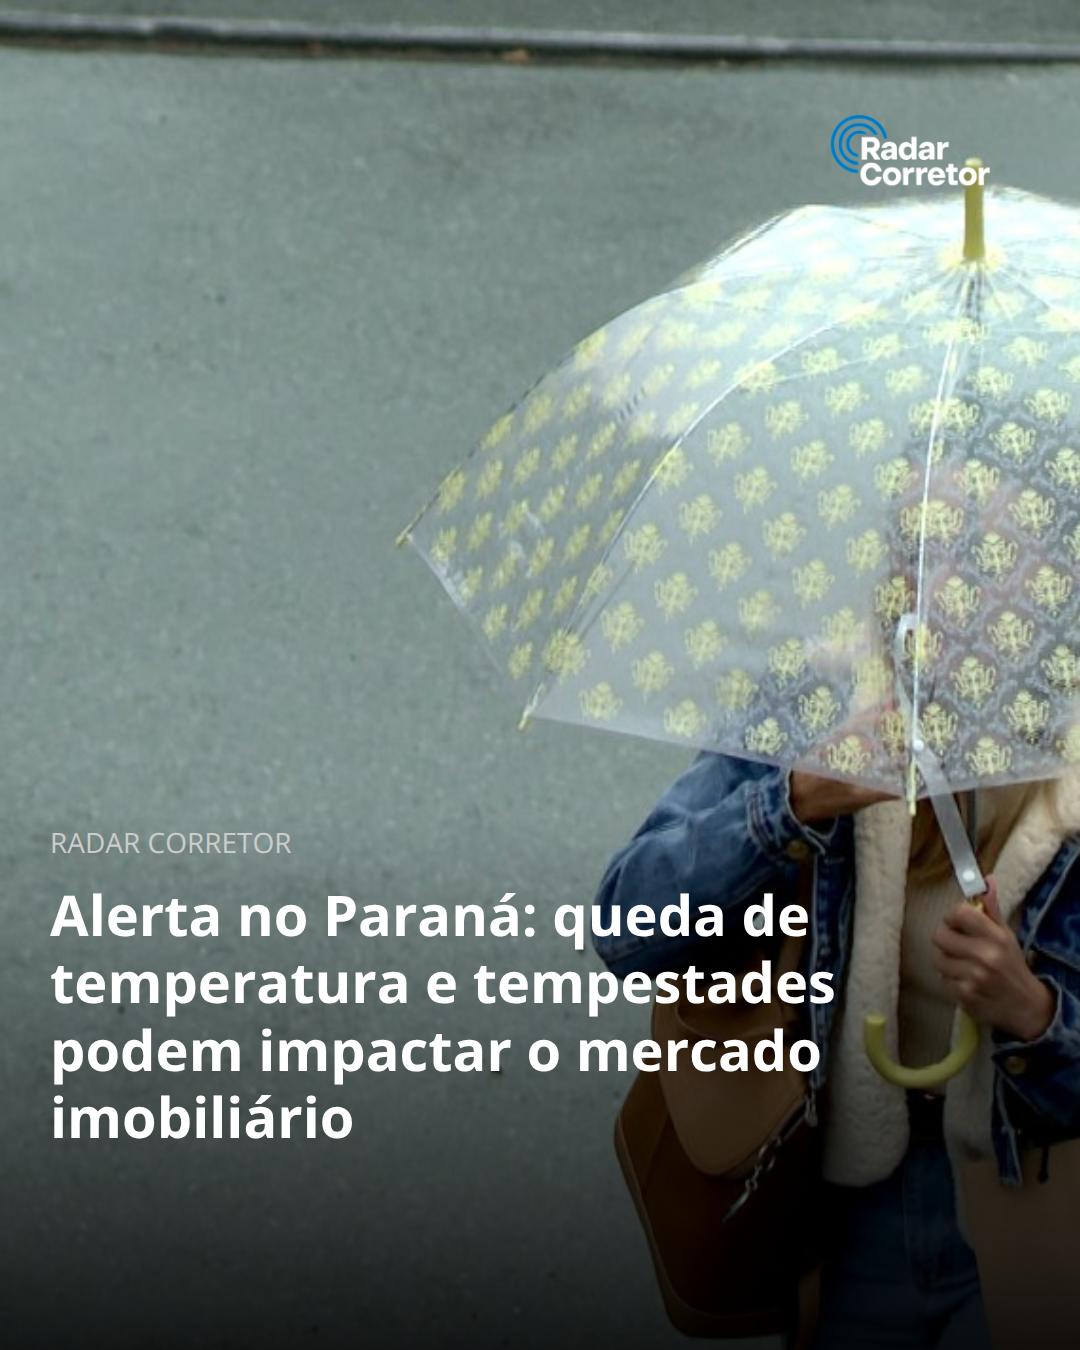 Radar
Corretor
RADAR CORRETOR
Alerta no Paraná: queda de
temperatura e tempestades
podem impactar o mercado
imobiliário